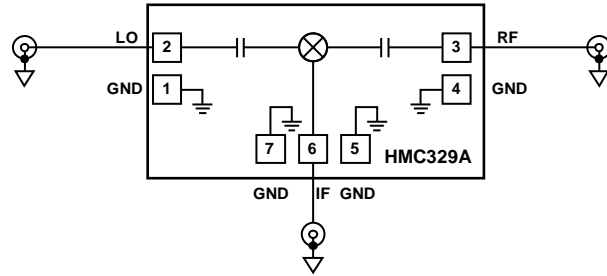 LO 2 3 RF
GND 1 4 GND
7 6 5 HMC329A
GND IF GND